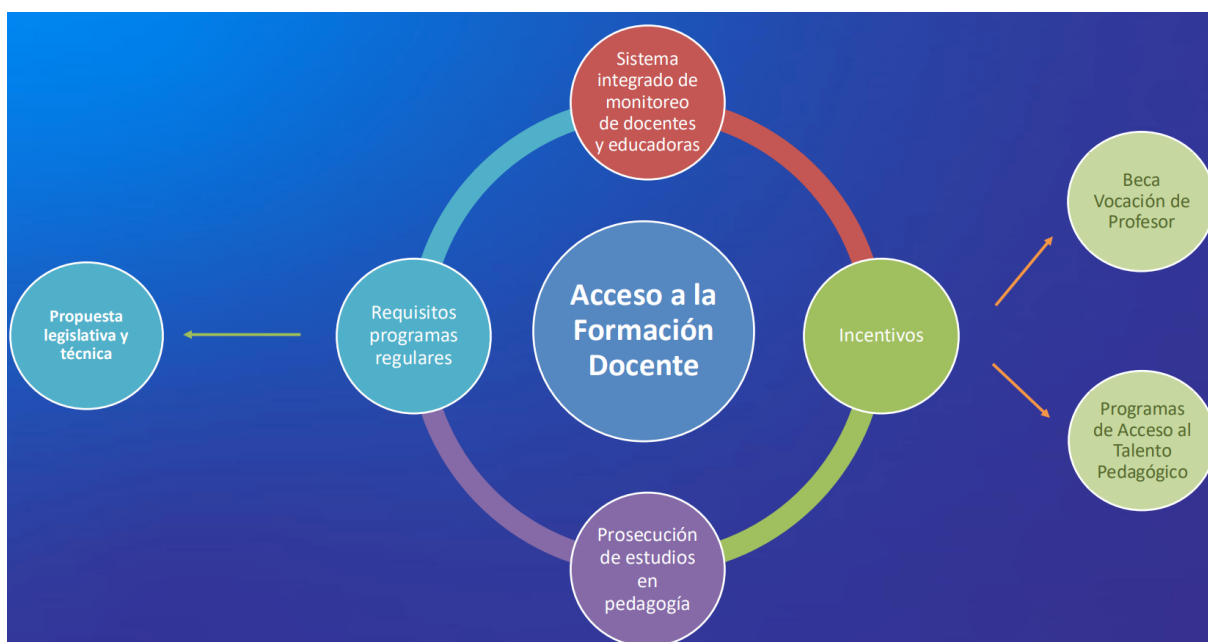 Sistema
integrado de
monitoreo
de docentes
y educadoras
Beca
Vocación de
Profesor
Propuesta
legislativa y
técnica
Requisitos
programas
regulares
Acceso a la
Formación
Docente
Incentivos
Programas
de Acceso al
Talento
Pedagógico
Prosecución
de estudios
en
pedagogía